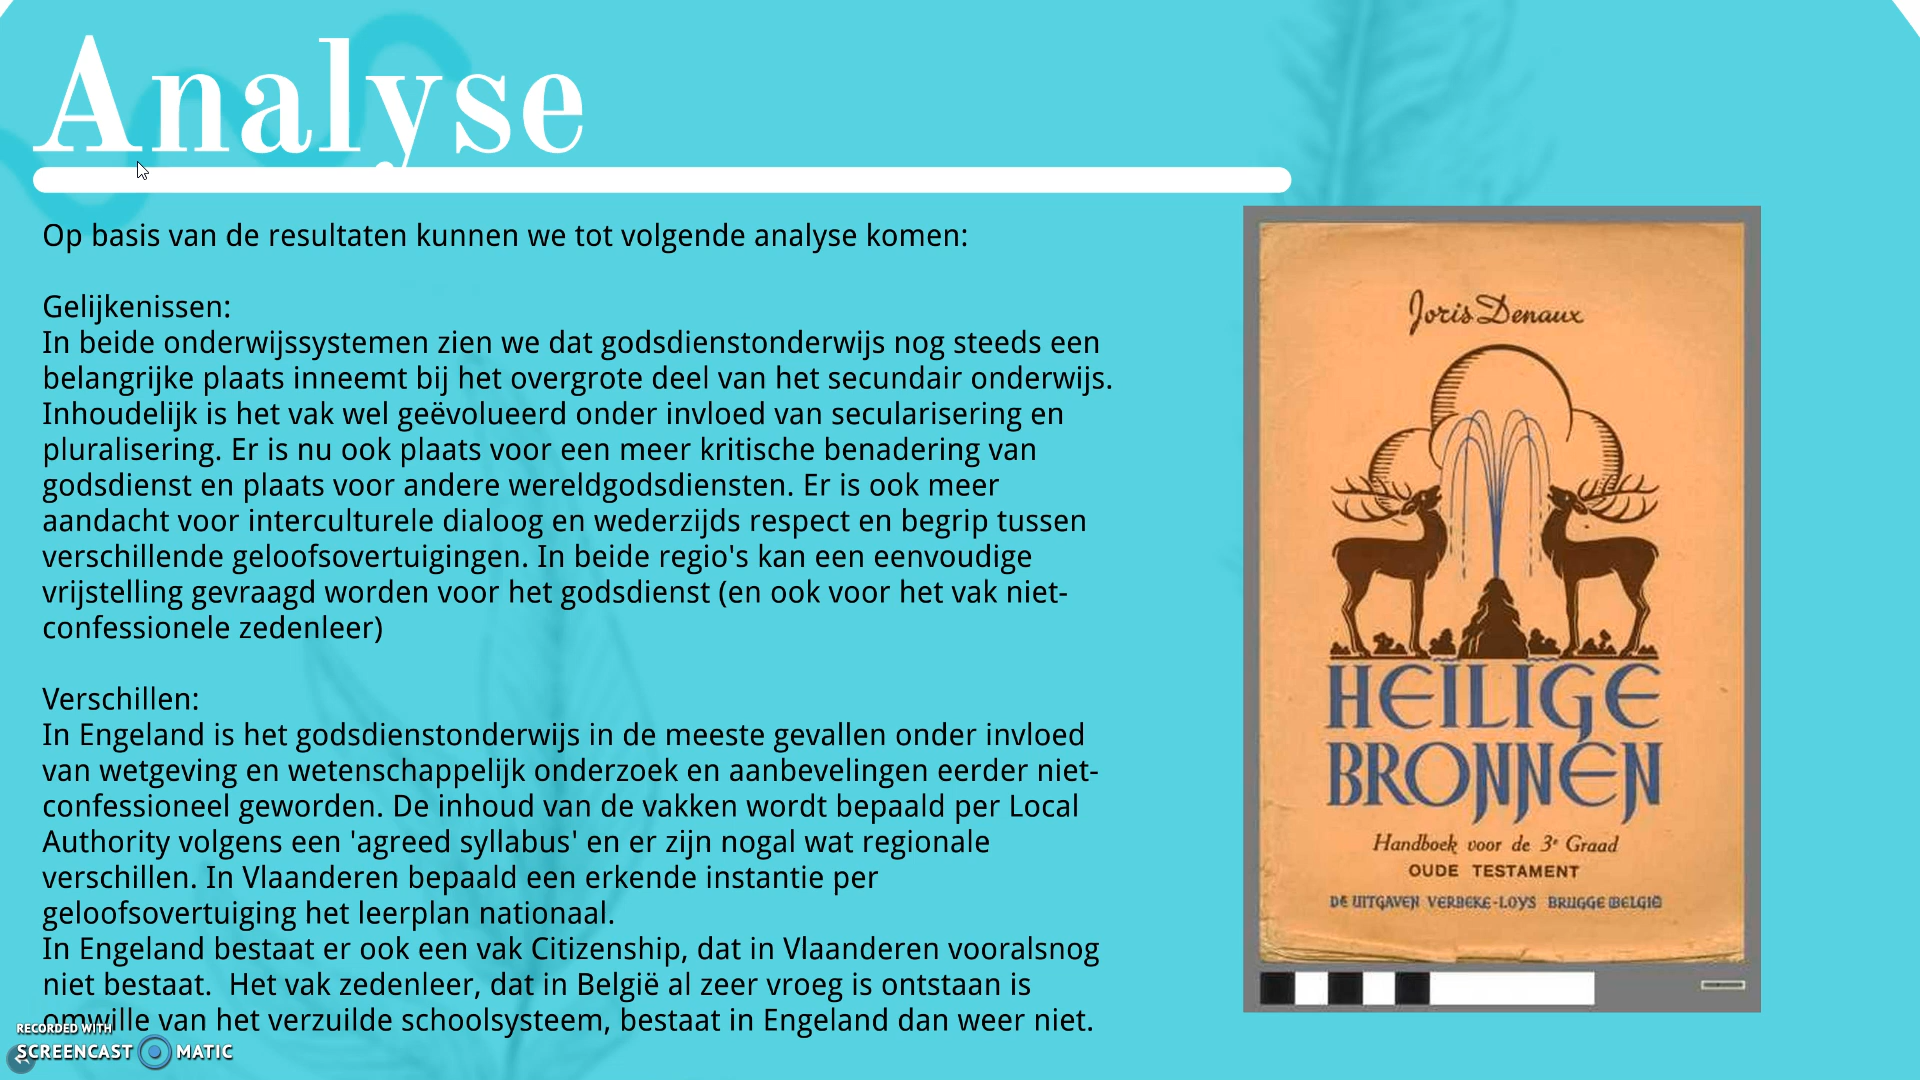 Analyse
Op basis van de resultaten kunnen we tot volgende analyse komen:
Gelijkenissen:
In beide onderwijssystemen zien we dat godsdienstonderwijs nog steeds een
belangrijke plaats inneemt bij het overgrote deel van het secundair onderwijs.
Inhoudelijk is het vak wel geëvolueerd onder invloed van secularisering en
pluralisering. Er is nu ook plaats voor een meer kritische benadering van
godsdienst en plaats voor andere wereldgodsdiensten. Er is ook meer
aandacht voor interculturele dialoog en wederzijds respect en begrip tussen
verschillende geloofsovertuigingen. In beide regio's kan een eenvoudige
vrijstelling gevraagd worden voor het godsdienst (en ook voor het vak niet-
confessionele zedenleer)
Verschillen:
In Engeland is het godsdienstonderwijs in de meeste gevallen onder invloed
van wetgeving en wetenschappelijk onderzoek en aanbevelingen eerder niet-
confessioneel geworden. De inhoud van de vakken wordt bepaald per Local
Authority volgens een 'agreed syllabus' en er zijn nogal wat regionale
verschillen. In Vlaanderen bepaald een erkende instantie per
geloofsovertuiging het leerplan nationaal.
In Engeland bestaat er ook een vak Citizenship, dat in Vlaanderen vooralsnog
niet bestaat.  Het vak zedenleer, dat in België al zeer vroeg is ontstaan is
omwille van het verzuilde schoolsysteem, bestaat in Engeland dan weer niet.
Joris Denaux
HEILIGE
BRONNEN
Handboek voor de 3e Graad
OUDE TESTAMENT
DE UITGAVEN VERBEKE-LOYS BRUGGE BELGIË
RECORDED WITH
SCREENCAST MATIC